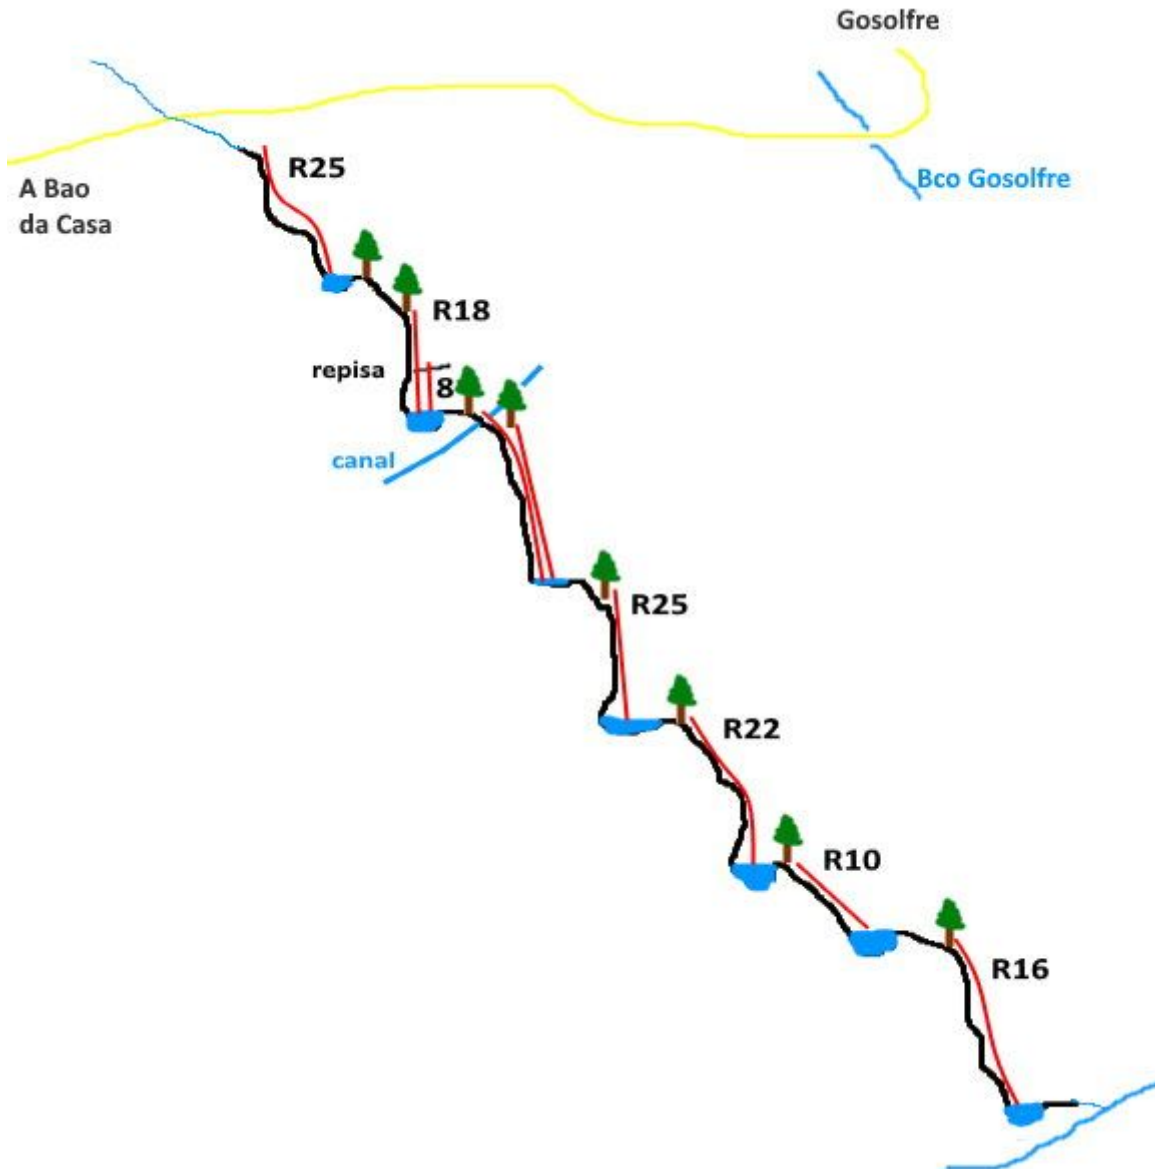 Gosolfre
R25
Bco Gosolfre
A Bao
da Casa
R18
repisa
8
canal
R25
R22
R10
R16